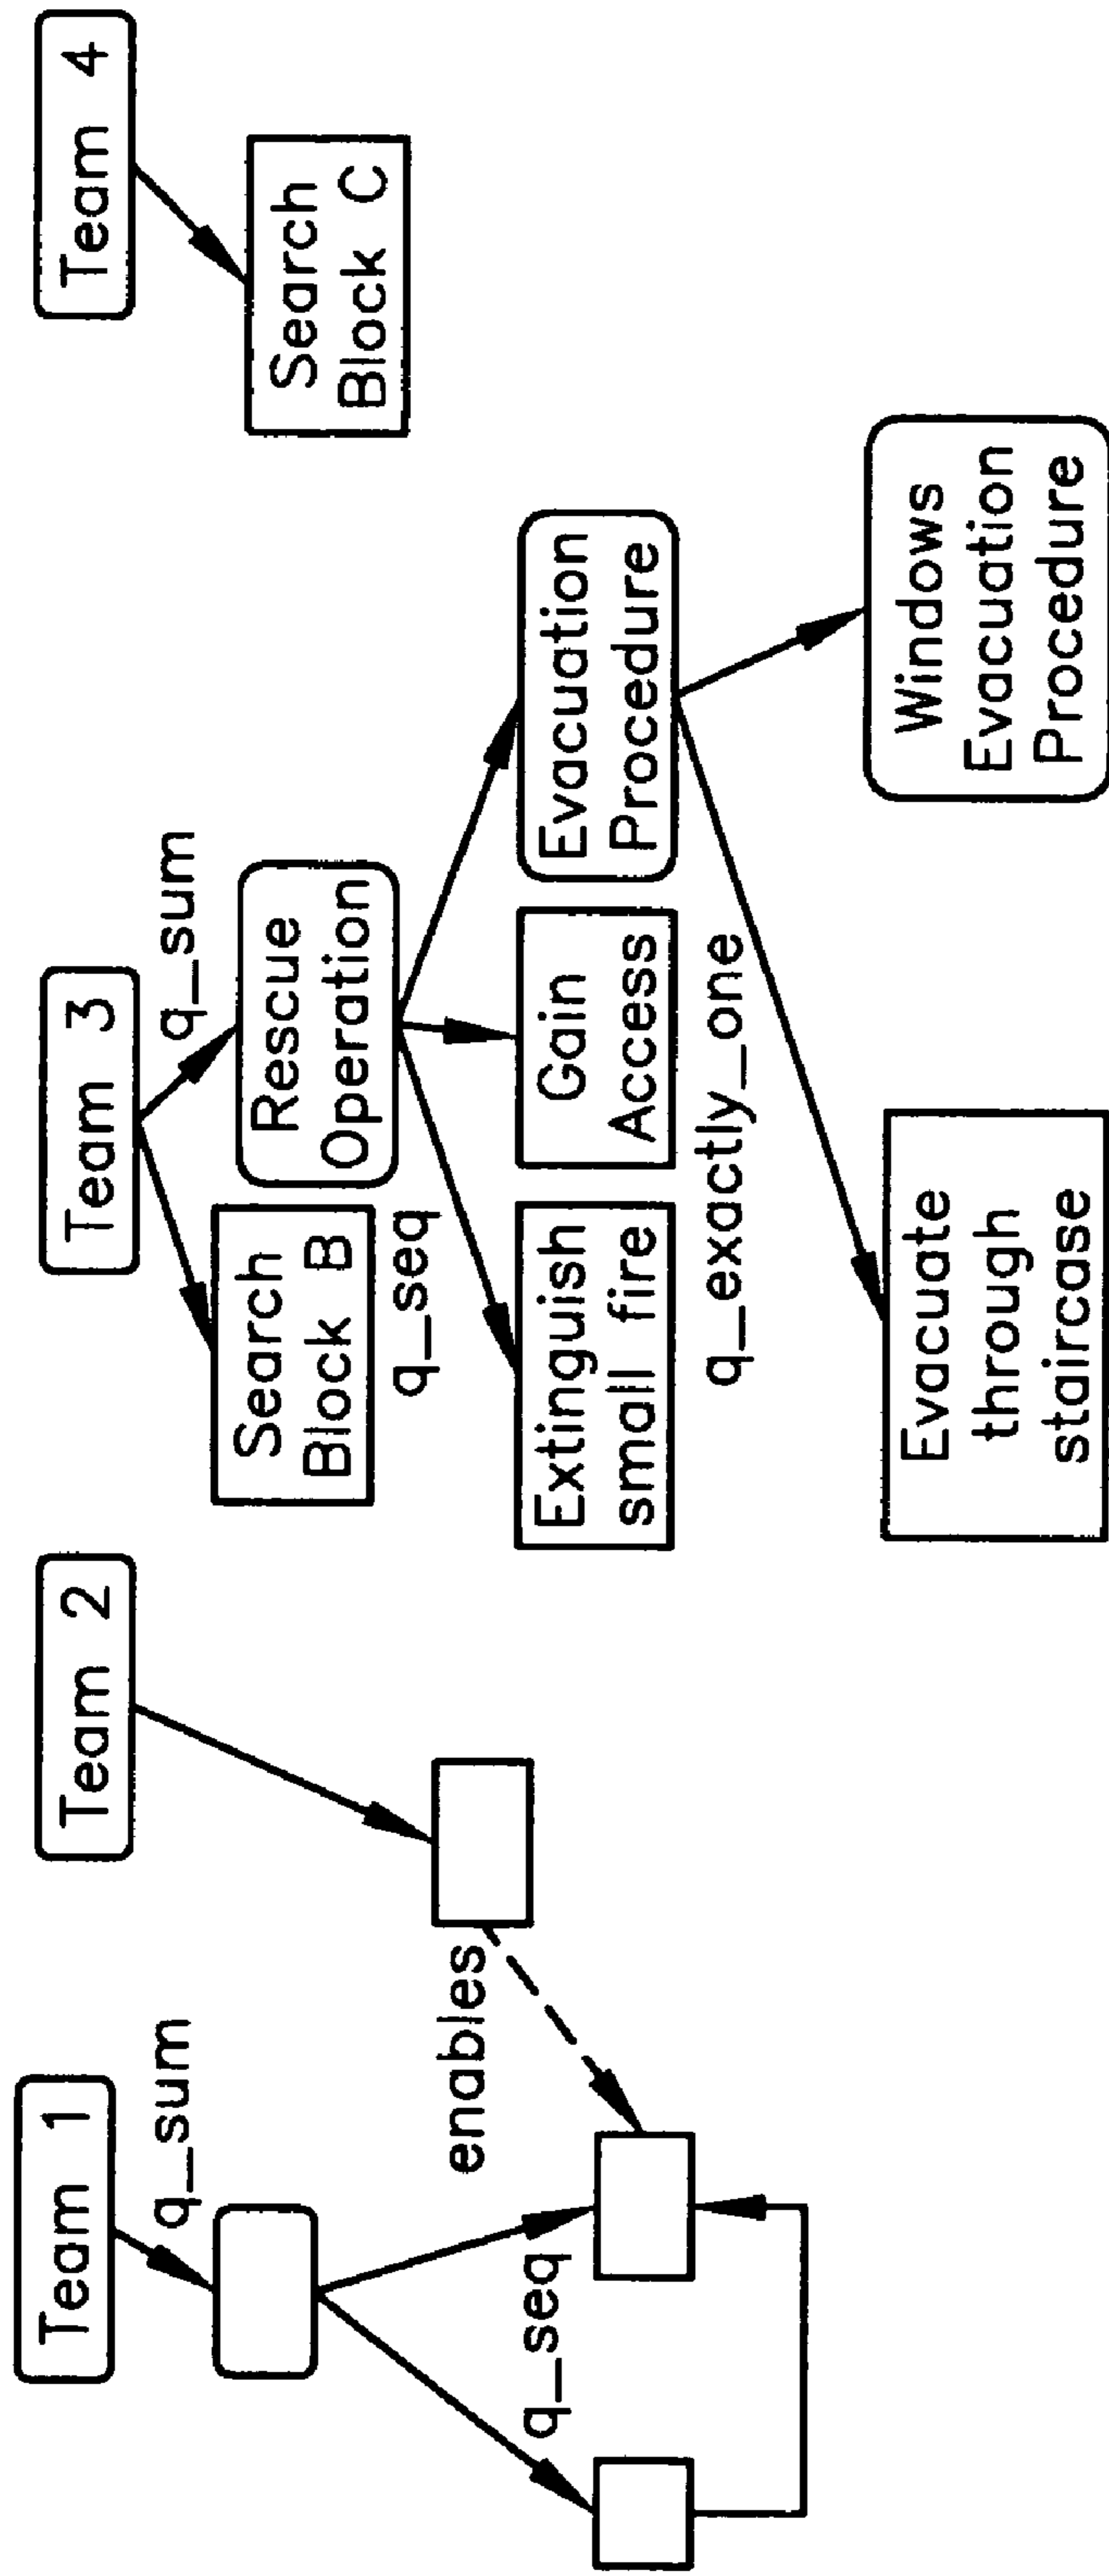 Team 1
q_sum
q_seq
Team 2
enables
Team 3
q_sum
Search
Block B
Rescue
Operation
q_seq
Extinguish
small fire
Gain
Access
Evacuation
Procedure
q_exactly_one
Evacuate
through
staircase
Windows
Evacuation
Procedure
Team 4
Search
Block C